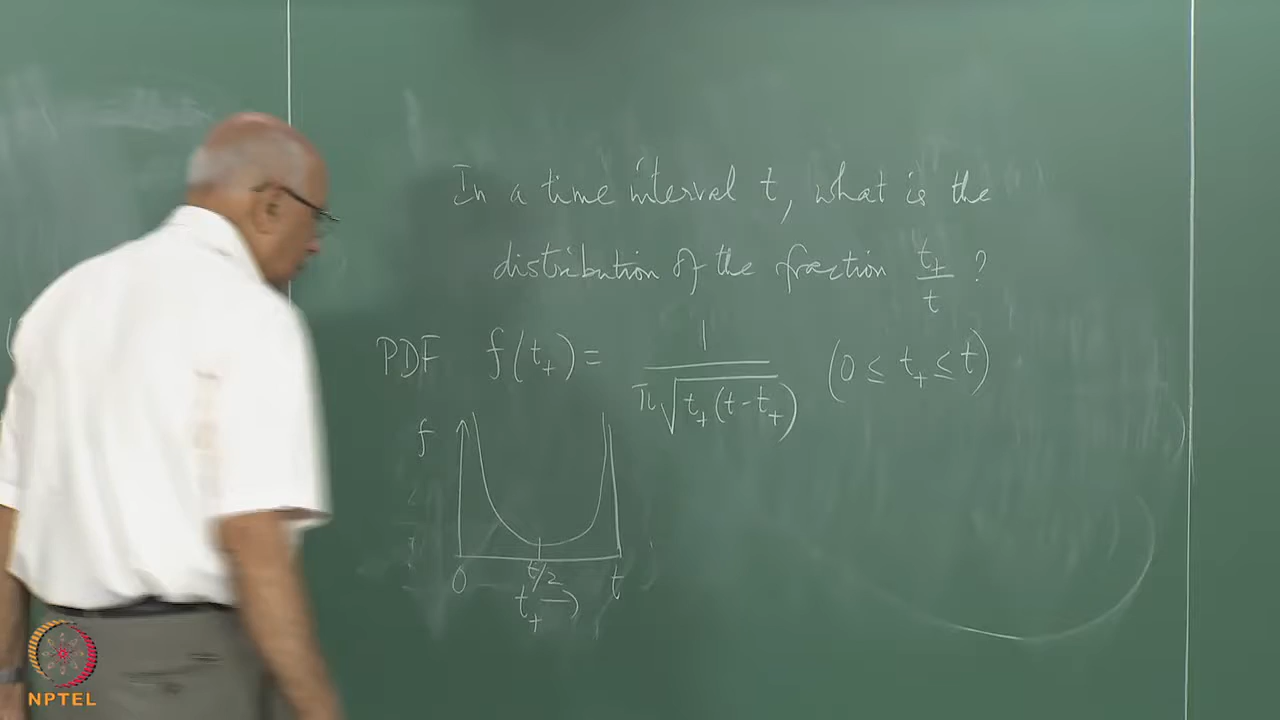 In a time interval t, what is the
distribution of the fraction t₊/t ?
PDF f(t₊) = 1/(π√(t₊(t-t₊))) (0 ≤ t₊ ≤ t)
f
0 t/2 t
t₊ →
NPTEL